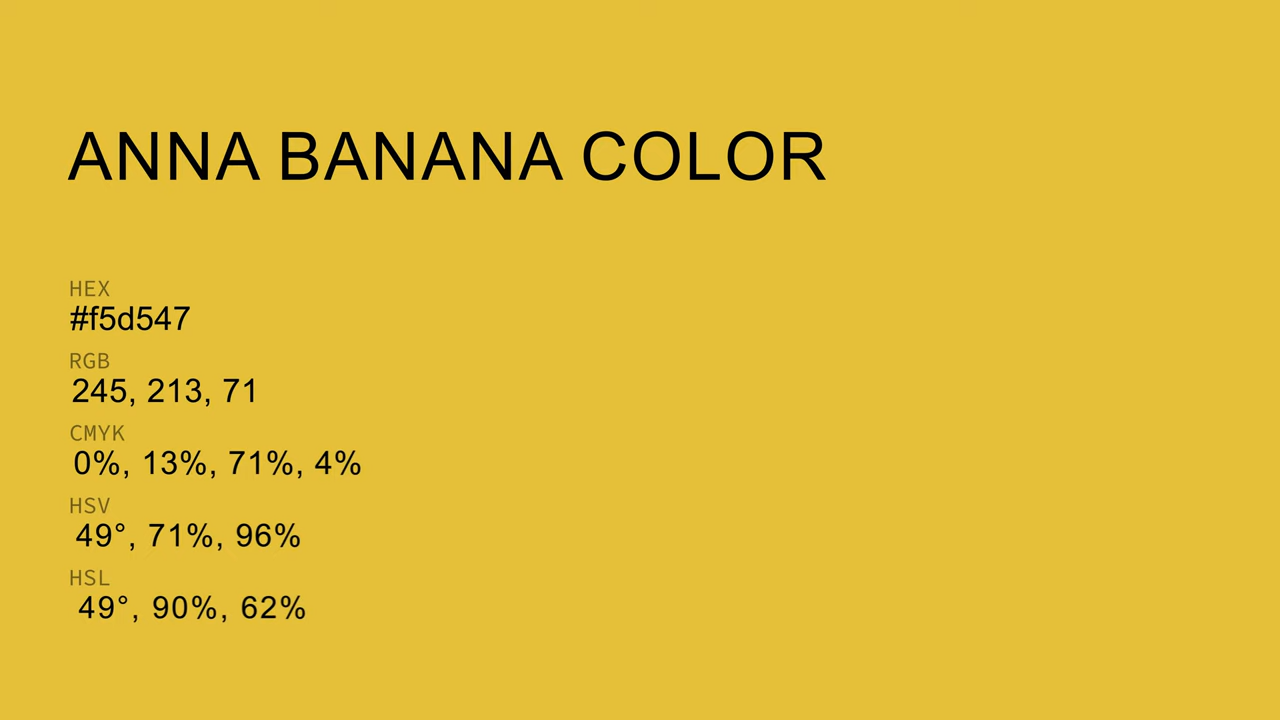 ANNA BANANA COLOR
HEX
#f5d547
RGB
245, 213, 71
CMYK
0%, 13%, 71%, 4%
HSV
49°, 71%, 96%
HSL
49°, 90%, 62%